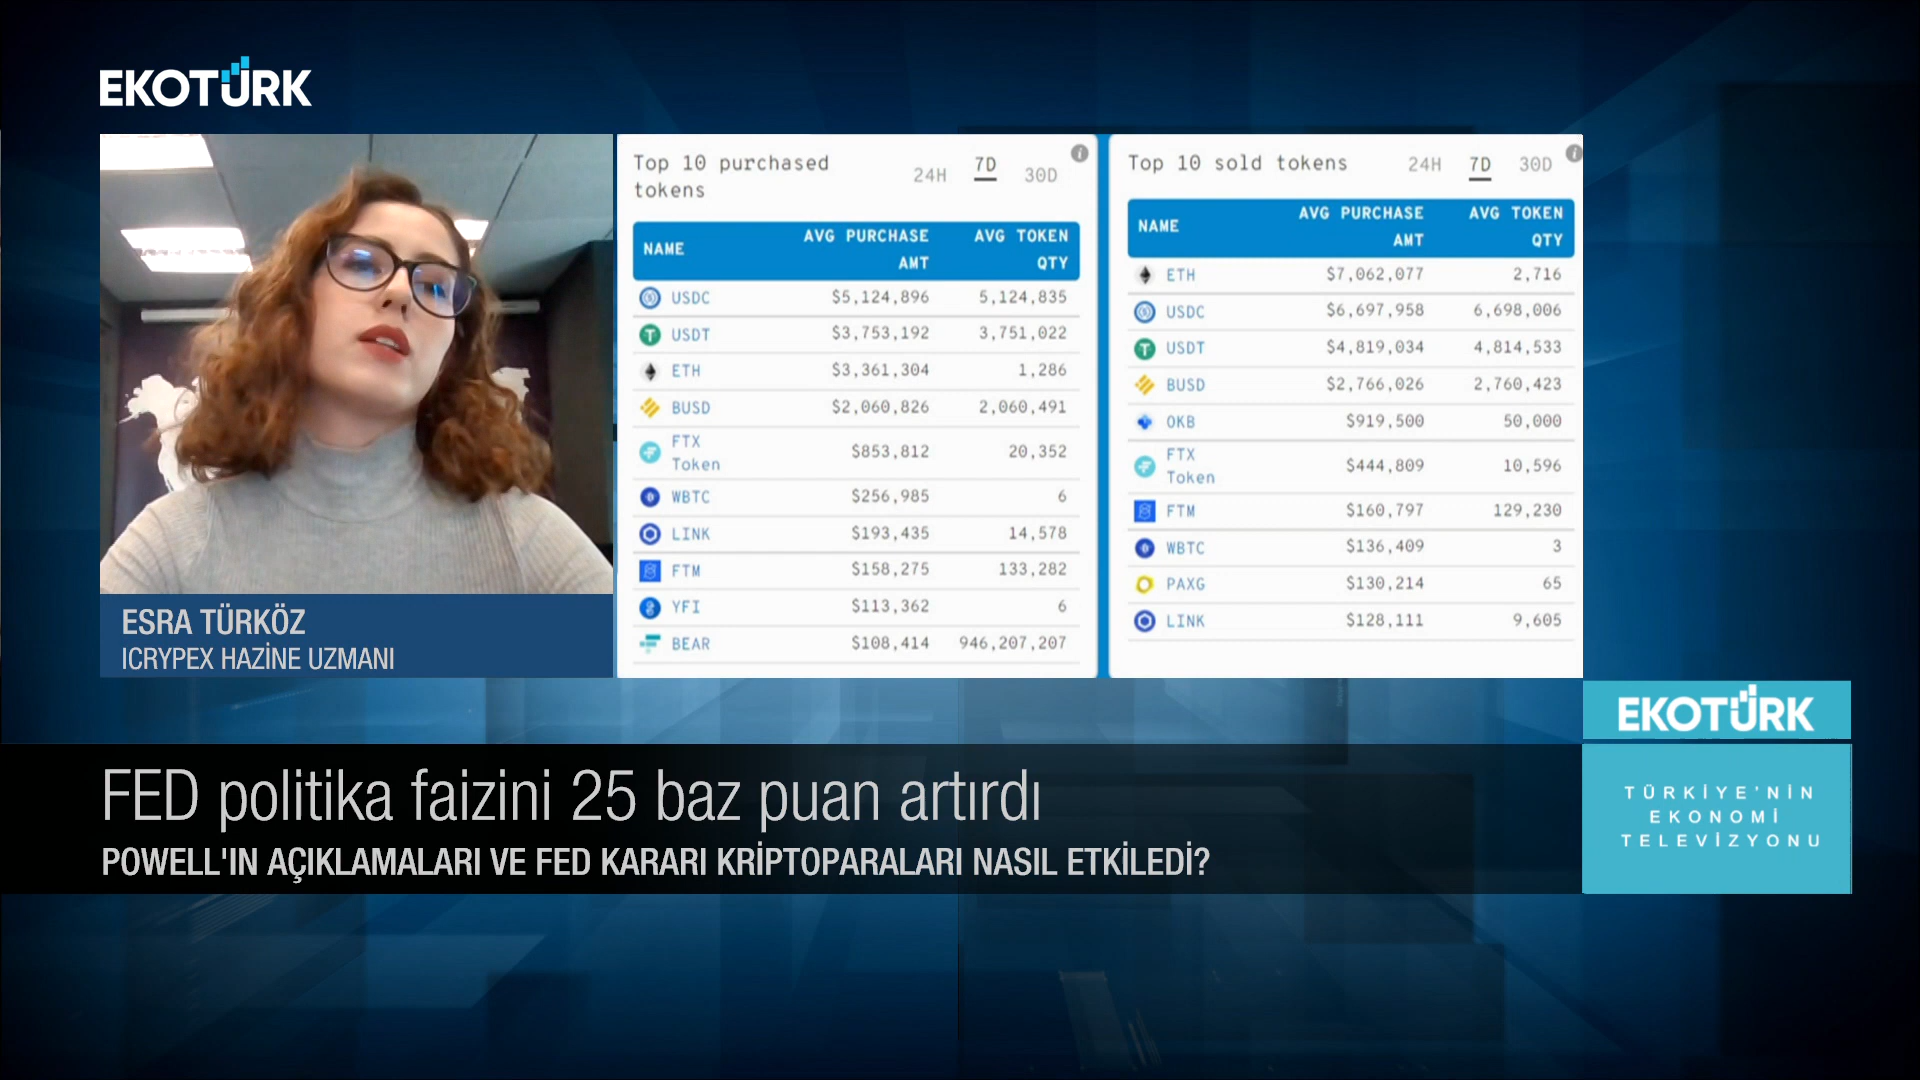 EKOTÜRK
ESRA TÜRKÖZ
ICRYPEX HAZİNE UZMANI
Top 10 purchased
tokens
24H 7D 30D
NAME AVG PURCHASE AMT AVG TOKEN QTY
USDC $5,124,896 5,124,835
USDT $3,753,192 3,751,022
ETH $3,361,304 1,286
BUSD $2,060,826 2,060,491
FTX Token $853,812 20,352
WBTC $256,985 6
LINK $193,435 14,578
FTM $158,275 133,282
YFI $113,362 6
BEAR $108,414 946,207,207
Top 10 sold tokens
24H 7D 30D
NAME AVG PURCHASE AMT AVG TOKEN QTY
ETH $7,062,077 2,716
USDC $6,697,958 6,698,006
USDT $4,819,034 4,814,533
BUSD $2,766,026 2,760,423
OKB $919,500 50,000
FTX Token $444,809 10,596
FTM $160,797 129,230
WBTC $136,409 3
PAXG $130,214 65
LINK $128,111 9,605
EKOTÜRK
TÜRKİYE'NİN
EKONOMİ
TELEVİZYONU
FED politika faizini 25 baz puan artırdı
POWELL'IN AÇIKLAMALARI VE FED KARARI KRİPTOPARALARI NASIL ETKİLEDİ?